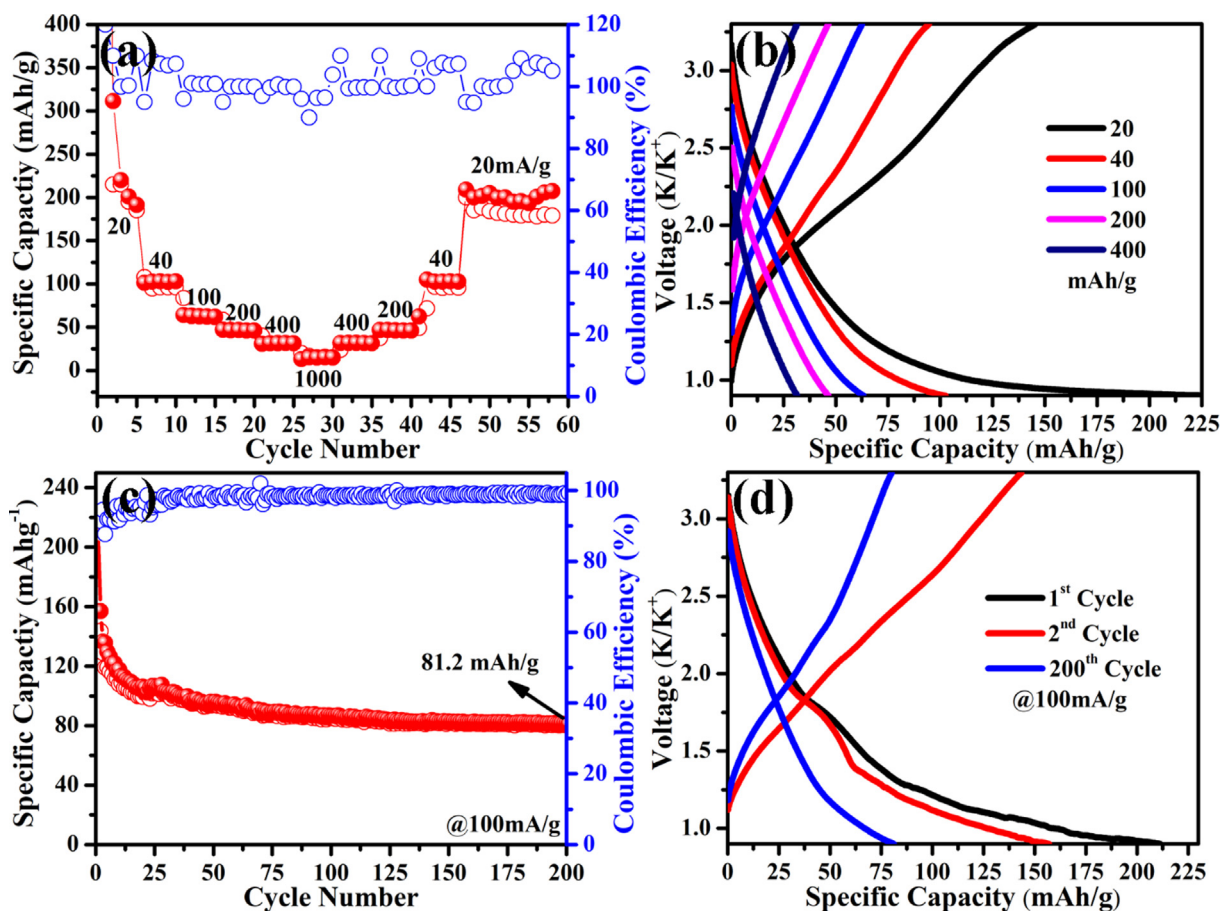 (a)
Specific Capactiy (mAh/g)
400
350
300
250
200
150
100
50
0
20
40
100
200
400
1000
400
200
40
20mA/g
120
100
80
60
40
20
0
Coulombic Efficiency (%)
0 5 10 15 20 25 30 35 40 45 50 55 60
Cycle Number
(b)
Voltage (K/K+)
3.0
2.5
2.0
1.5
1.0
20
40
100
200
400
mAh/g
0 25 50 75 100 125 150 175 200 225
Specific Capacity (mAh/g)
(c)
Specific Capactiy (mAhg-1)
240
200
160
120
80
40
0
81.2 mAh/g
@100mA/g
100
90
80
70
60
50
40
30
20
10
0
Coulombic Efficiency (%)
0 25 50 75 100 125 150 175 200
Cycle Number
(d)
Voltage (K/K+)
3.0
2.5
2.0
1.5
1.0
1st Cycle
2nd Cycle
200th Cycle
@100mA/g
0 25 50 75 100 125 150 175 200 225
Specific Capacity (mAh/g)